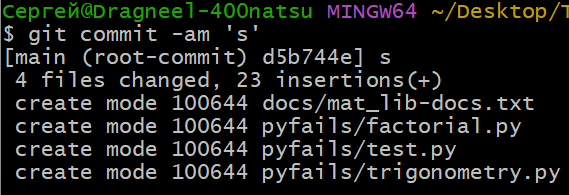 Сергей@Dragneel-400natsu MINGW64 ~/Desktop/
$ git commit -am 's'
[main (root-commit) d5b744e] s
 4 files changed, 23 insertions(+)
 create mode 100644 docs/mat_lib-docs.txt
 create mode 100644 pyfails/factorial.py
 create mode 100644 pyfails/test.py
 create mode 100644 pyfails/trigonometry.py